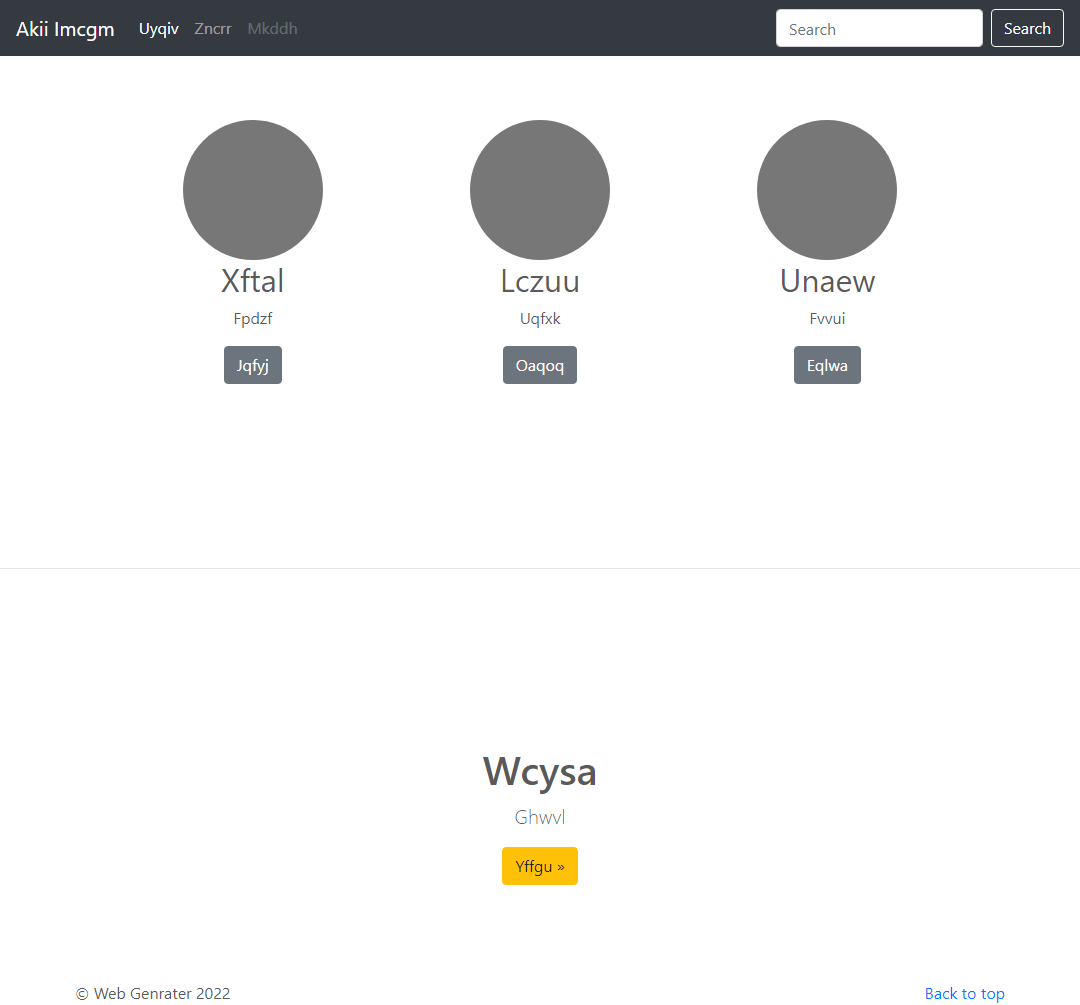 Akii Imcgm Uyqiv Zncrr Mkddh Search Search
Xftal Lczuu Unaew
Fpdzf Uqfxk Fvvui
Jqfyj Oaqoq Eqlwa
Wcysa
Ghwvl
Yffgu »
© Web Genrater 2022 Back to top